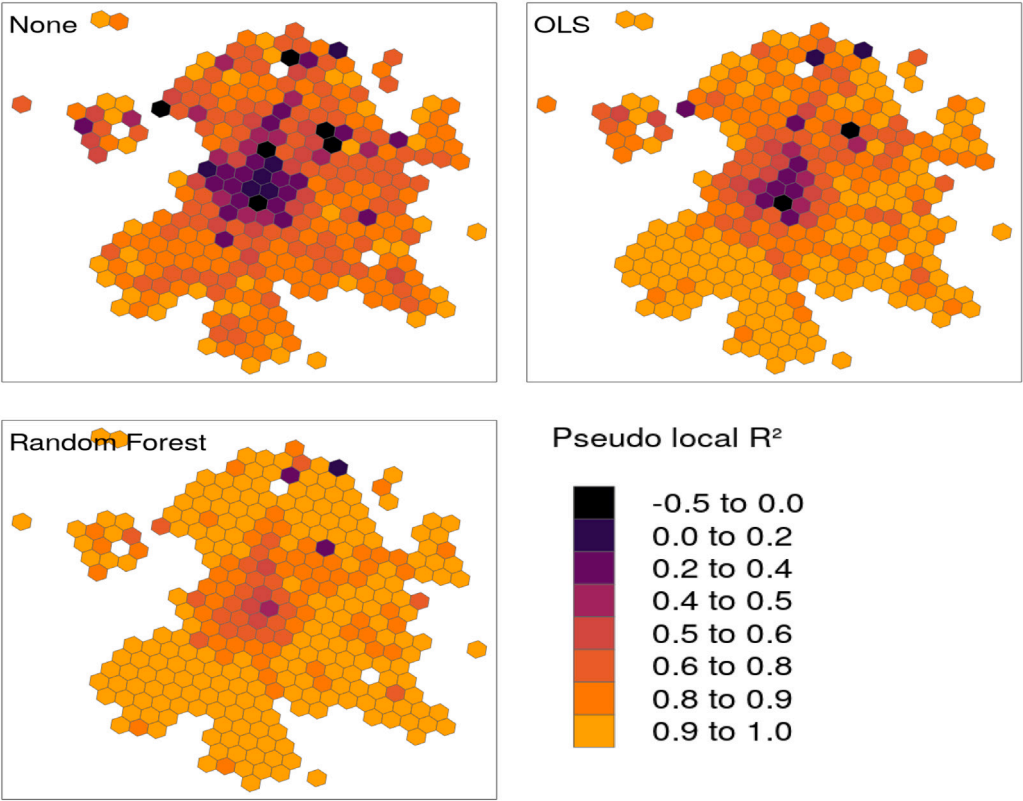 None
OLS
Random Forest
Pseudo local R²
-0.5 to 0.0
0.0 to 0.2
0.2 to 0.4
0.4 to 0.5
0.5 to 0.6
0.6 to 0.8
0.8 to 0.9
0.9 to 1.0